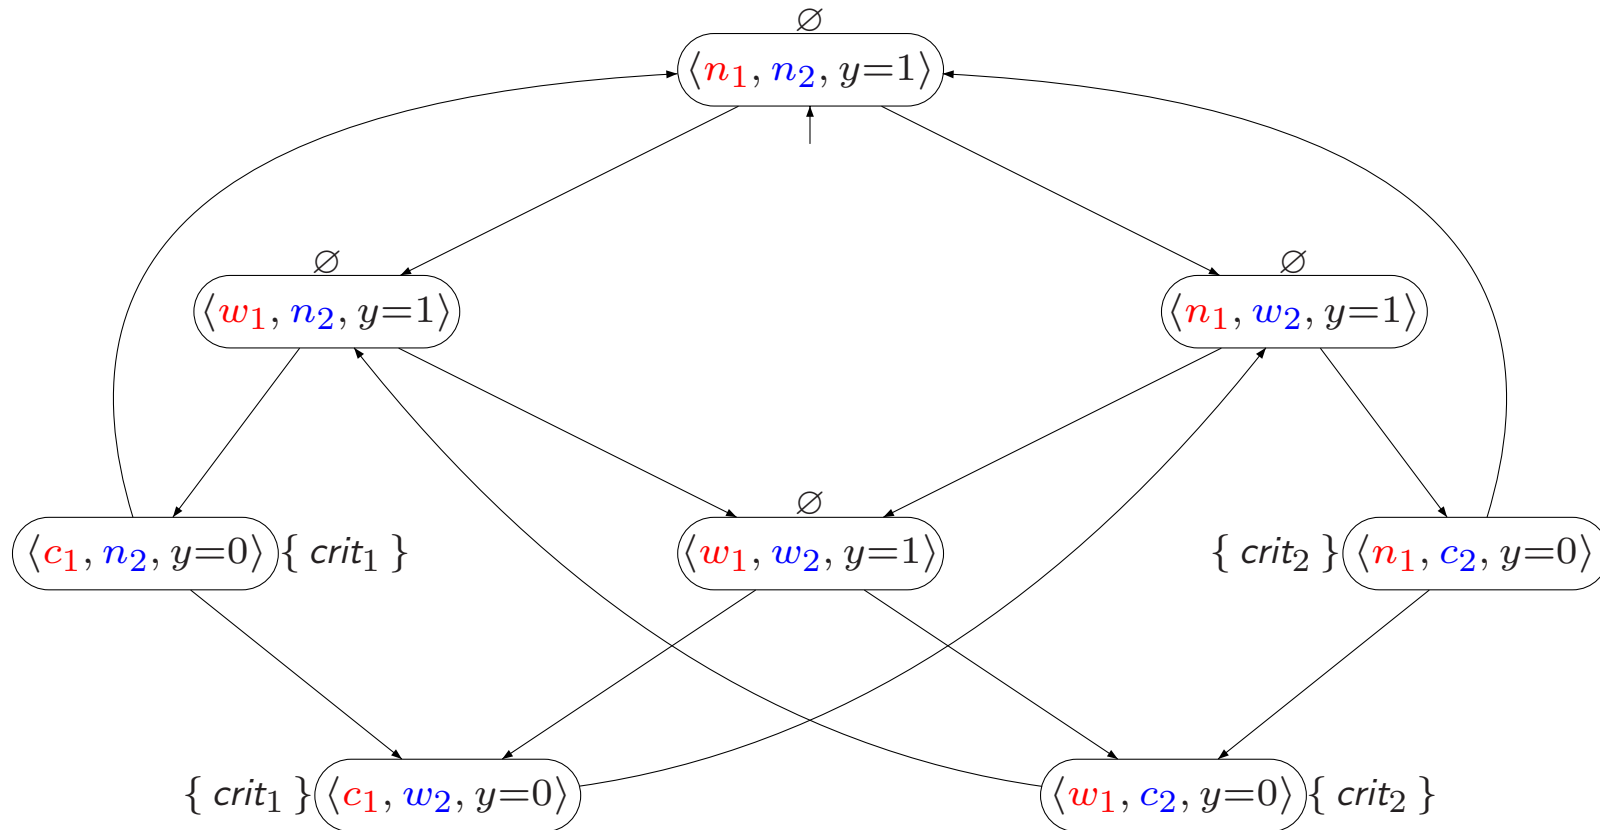 ∅
⟨n₁, n₂, y=1⟩
∅ ∅
⟨w₁, n₂, y=1⟩ ⟨n₁, w₂, y=1⟩
∅
⟨c₁, n₂, y=0⟩ { crit₁ } ⟨w₁, w₂, y=1⟩ { crit₂ } ⟨n₁, c₂, y=0⟩
{ crit₁ } ⟨c₁, w₂, y=0⟩ ⟨w₁, c₂, y=0⟩ { crit₂ }